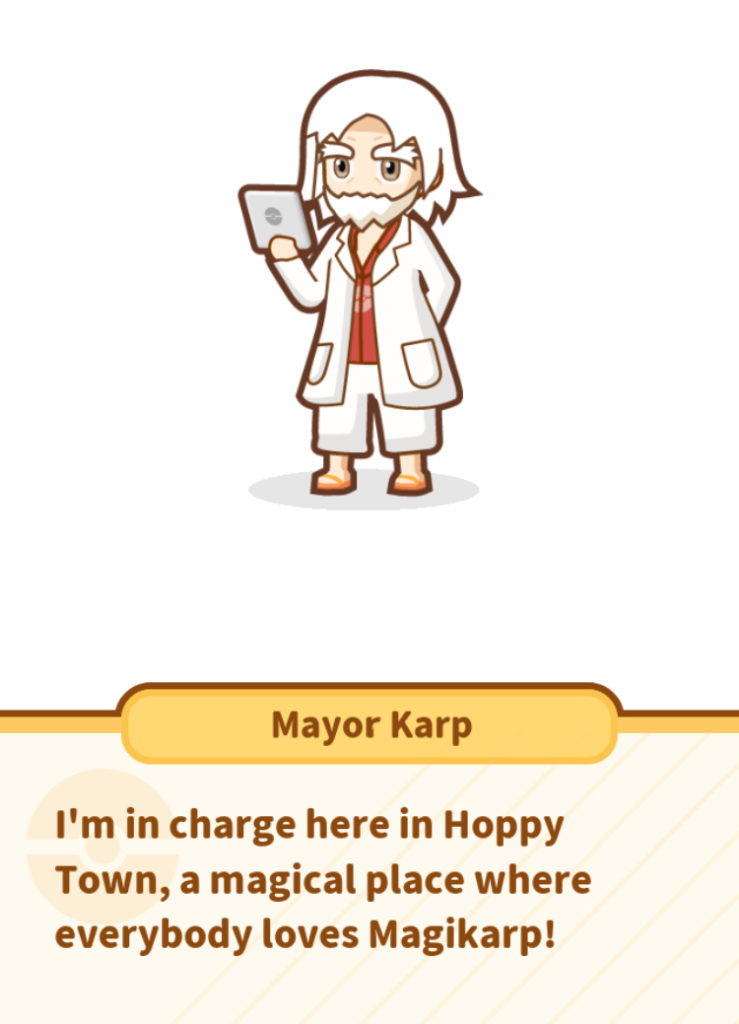 Mayor Karp
I'm in charge here in Hoppy
Town, a magical place where
everybody loves Magikarp!